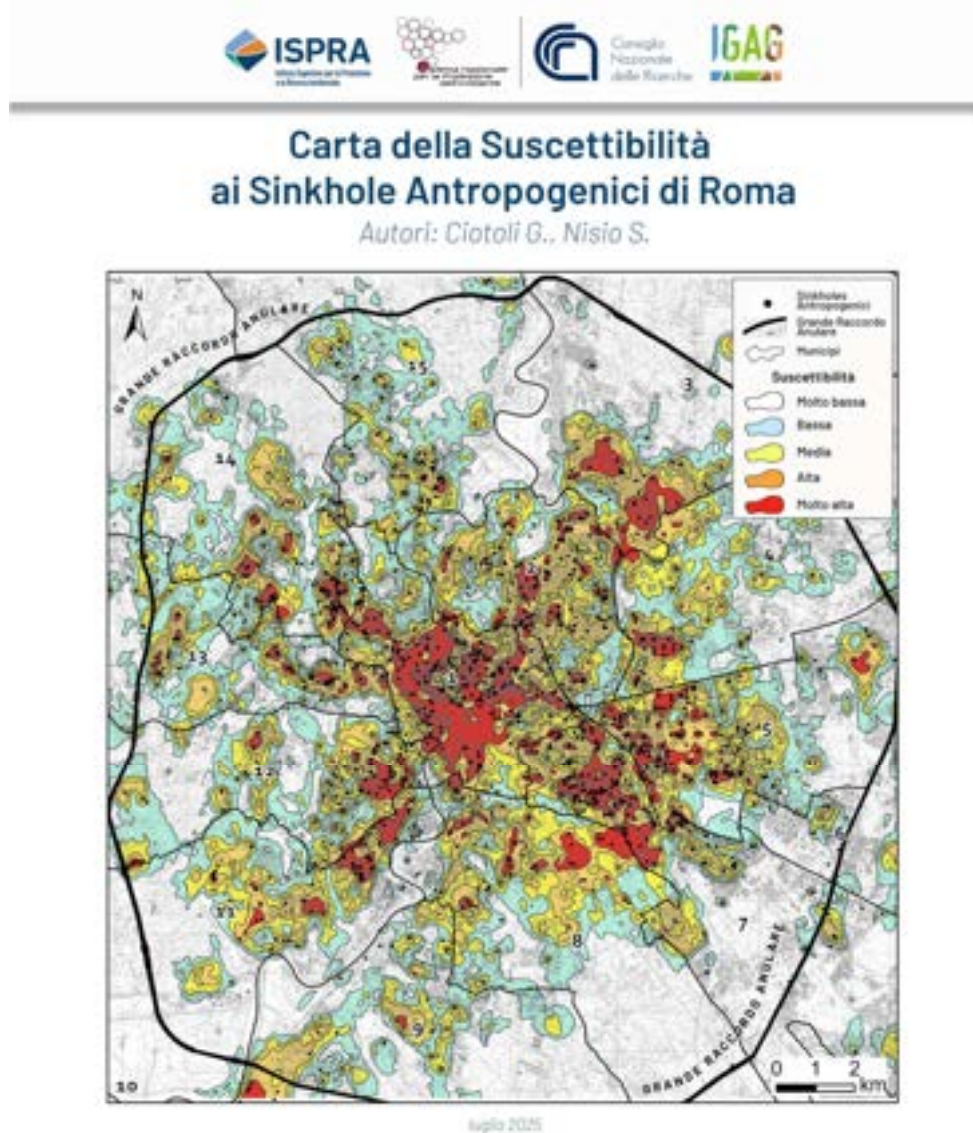 ISPRA
Consiglio
Nazionale
delle Ricerche
IGAG
Carta della Suscettibilità
ai Sinkhole Antropogenici di Roma
Autori: Ciotoli G.. Nisio S.
N
GRANDE RACCORDO ANULARE
Sinkholes
Antropogenici
Grande Raccordo
Anulare
Municipi
Suscettibilità
Molto bassa
Bassa
Media
Alta
Molto alta
15
3
14
2
4
13
1
5
12
11
8
7
9
10
GRANDE RACCORDO ANULARE
0 1 2
km
luglio 2025